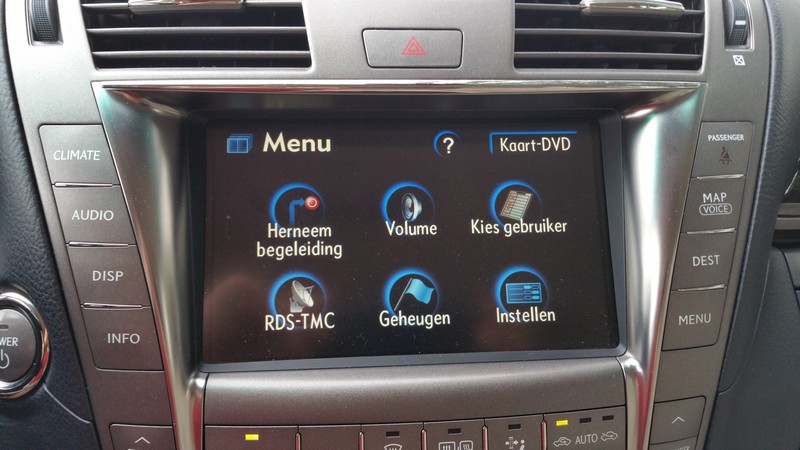 Menu
?
Kaart-DVD
Herneem
begeleiding
Volume
Kies gebruiker
RDS-TMC
Geheugen
Instellen
CLIMATE
AUDIO
DISP
INFO
PASSENGER
MAP
VOICE
DEST
MENU
AUTO